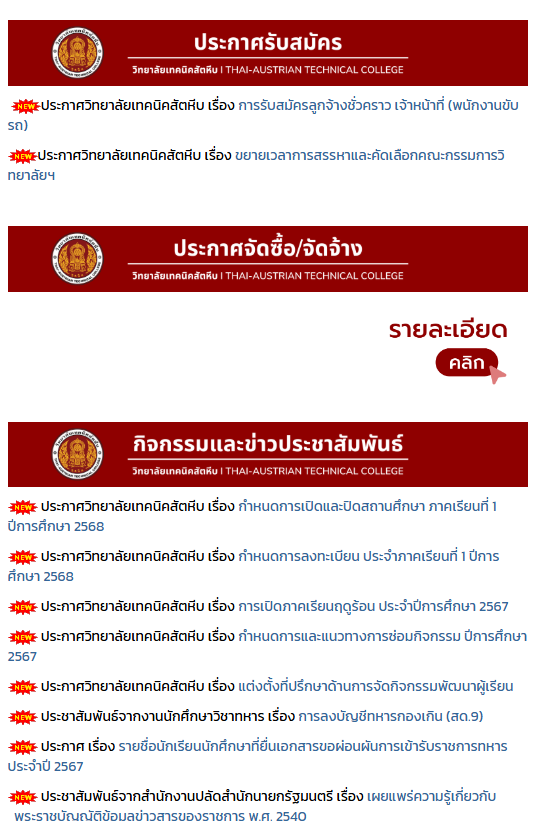 ประกาศรับสมัคร
วิทยาลัยเทคนิคสัตหีบ | THAI-AUSTRIAN TECHNICAL COLLEGE
NEW ประกาศวิทยาลัยเทคนิคสัตหีบ เรื่อง การรับสมัครลูกจ้างชั่วคราว เจ้าหน้าที่ (พนักงานขับ
รถ)
NEW ประกาศวิทยาลัยเทคนิคสัตหีบ เรื่อง ขยายเวลาการสรรหาและคัดเลือกคณะกรรมการวิ
ทยาลัยฯ
ประกาศจัดซื้อ/จัดจ้าง
วิทยาลัยเทคนิคสัตหีบ | THAI-AUSTRIAN TECHNICAL COLLEGE
รายละเอียด
คลิก
กิจกรรมและข่าวประชาสัมพันธ์
วิทยาลัยเทคนิคสัตหีบ | THAI-AUSTRIAN TECHNICAL COLLEGE
NEW ประกาศวิทยาลัยเทคนิคสัตหีบ เรื่อง กำหนดการเปิดและปิดสถานศึกษา ภาคเรียนที่ 1
ปีการศึกษา 2568
NEW ประกาศวิทยาลัยเทคนิคสัตหีบ เรื่อง กำหนดการลงทะเบียน ประจำภาคเรียนที่ 1 ปีการ
ศึกษา 2568
NEW ประกาศวิทยาลัยเทคนิคสัตหีบ เรื่อง การเปิดภาคเรียนฤดูร้อน ประจำปีการศึกษา 2567
NEW ประกาศวิทยาลัยเทคนิคสัตหีบ เรื่อง กำหนดการและแนวทางการซ่อมกิจกรรม ปีการศึกษา
2567
NEW ประกาศวิทยาลัยเทคนิคสัตหีบ เรื่อง แต่งตั้งที่ปรึกษาด้านการจัดกิจกรรมพัฒนาผู้เรียน
NEW ประชาสัมพันธ์จากงานนักศึกษาวิชาทหาร เรื่อง การลงบัญชีทหารกองเกิน (สด.9)
NEW ประกาศ เรื่อง รายชื่อนักเรียนนักศึกษาที่ยื่นเอกสารขอผ่อนผันการเข้ารับราชการทหาร
ประจำปี 2567
NEW ประชาสัมพันธ์จากสำนักงานปลัดสำนักนายกรัฐมนตรี เรื่อง เผยแพร่ความรู้เกี่ยวกับ
พระราชบัญญัติข้อมูลข่าวสารของราชการ พ.ศ. 2540